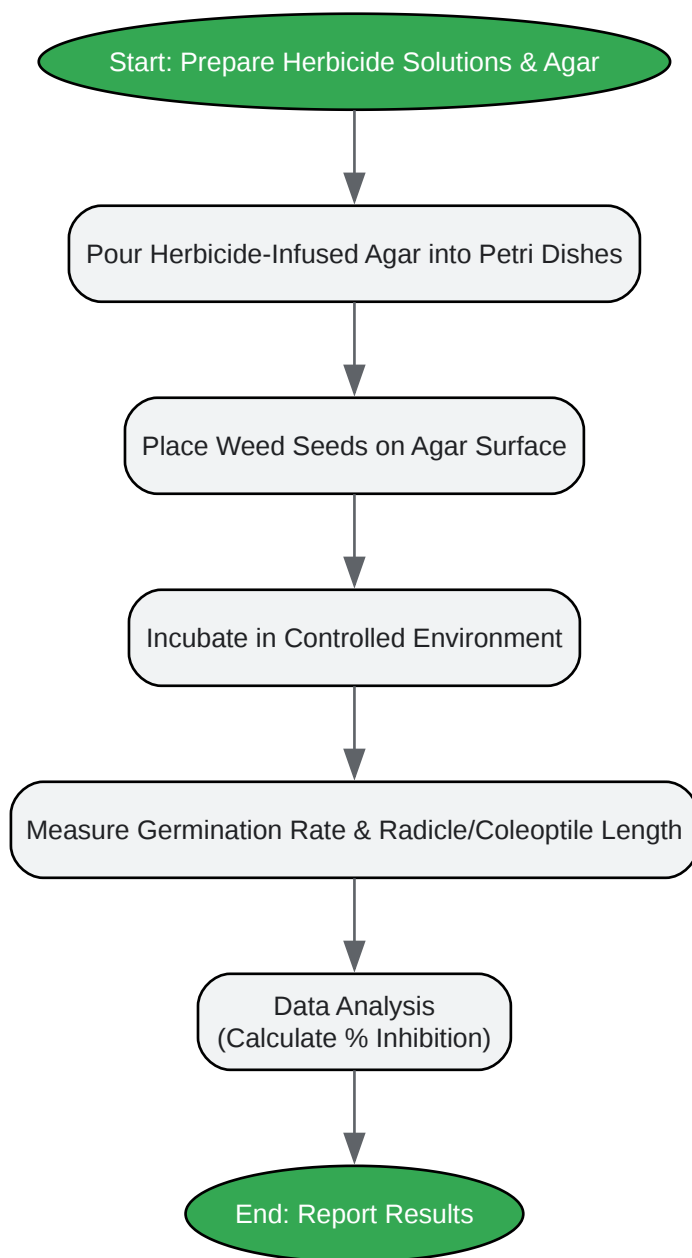 Start: Prepare Herbicide Solutions & Agar
Pour Herbicide-Infused Agar into Petri Dishes
Place Weed Seeds on Agar Surface
Incubate in Controlled Environment
Measure Germination Rate & Radicle/Coleoptile Length
Data Analysis
(Calculate % Inhibition)
End: Report Results